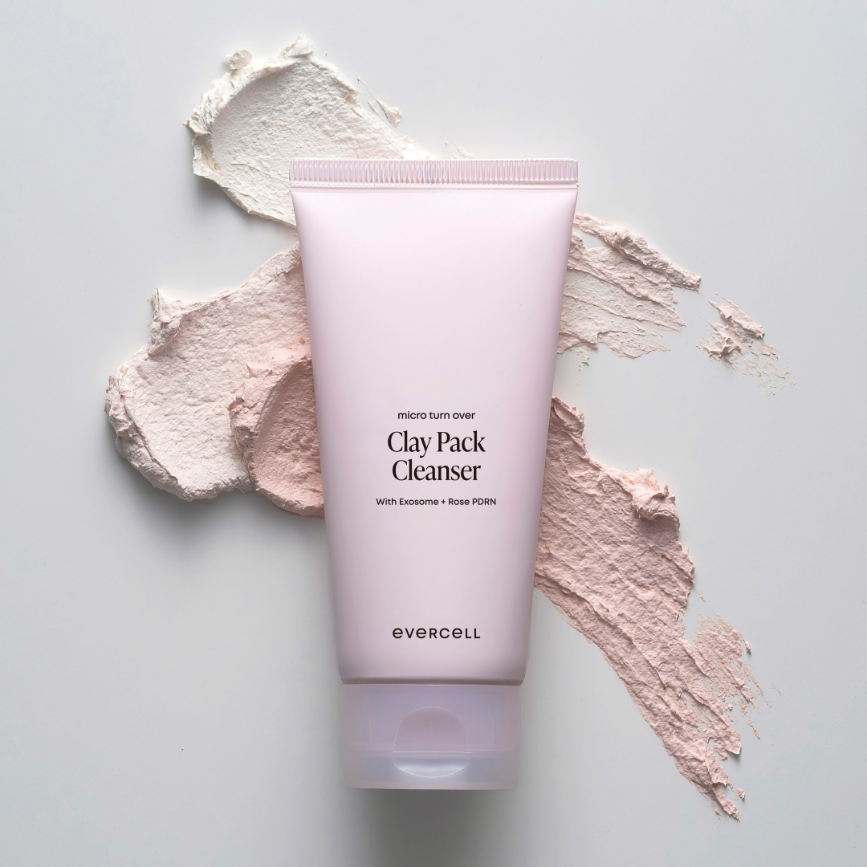 micro turn over
Clay Pack
Cleanser
With Exosome + Rose PDRN
evercell